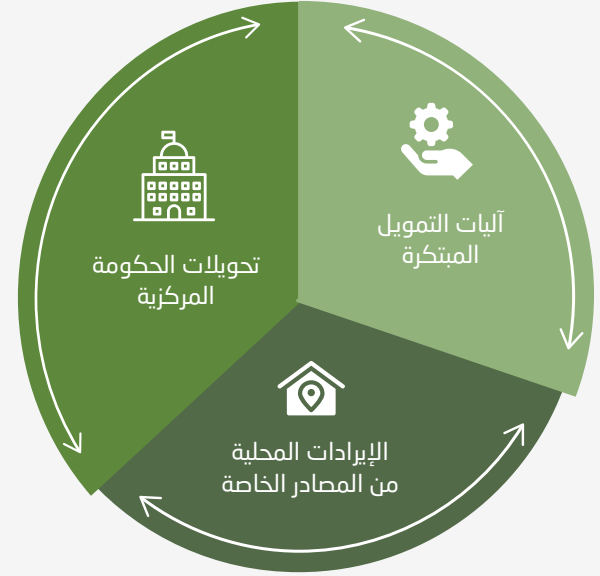 آليات التمويل
المبتكرة
تحويلات الحكومة
المركزية
الإيرادات المحلية
من المصادر الخاصة